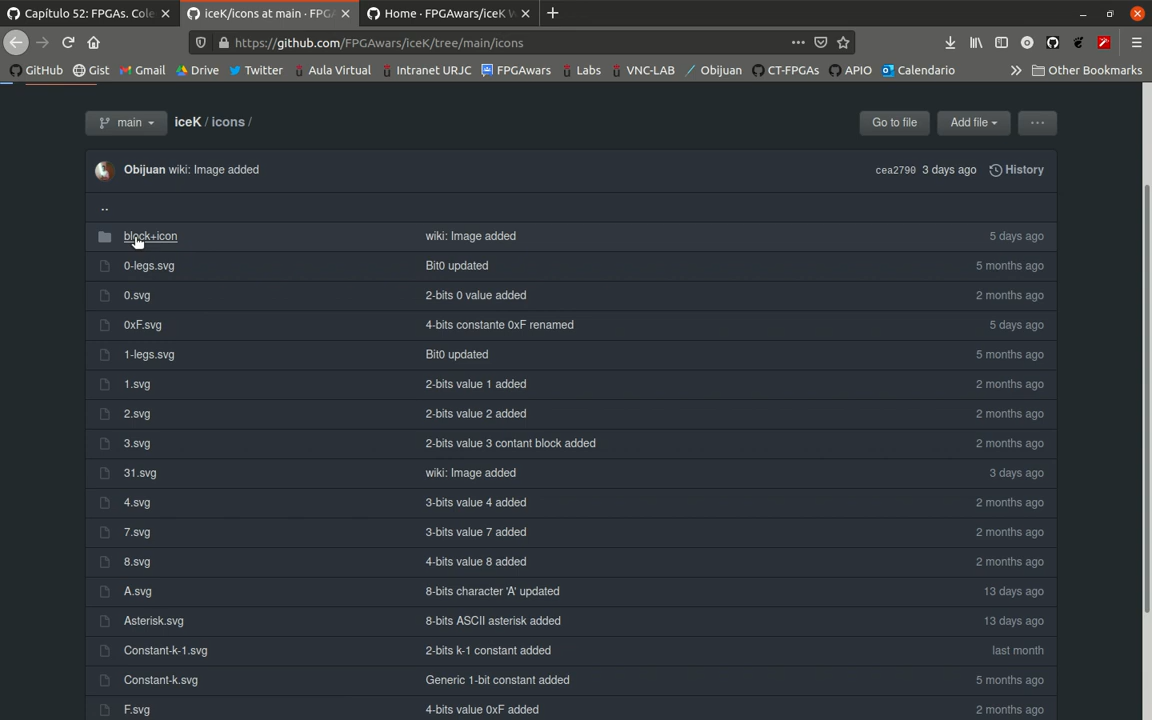 Capítulo 52: FPGAs. Cole
iceK/icons at main · FPGA
Home · FPGAwars/iceK W
https://github.com/FPGAwars/iceK/tree/main/icons
GitHub Gist Gmail Drive Twitter Aula Virtual Intranet URJC FPGAwars Labs VNC-LAB Obijuan CT-FPGAs APIO Calendario Other Bookmarks
main iceK / icons / Go to file Add file
Obijuan wiki: Image added cea2790 3 days ago History
..
block+icon wiki: Image added 5 days ago
0-legs.svg Bit0 updated 5 months ago
0.svg 2-bits 0 value added 2 months ago
0xF.svg 4-bits constante 0xF renamed 5 days ago
1-legs.svg Bit0 updated 5 months ago
1.svg 2-bits value 1 added 2 months ago
2.svg 2-bits value 2 added 2 months ago
3.svg 2-bits value 3 contant block added 2 months ago
31.svg wiki: Image added 3 days ago
4.svg 3-bits value 4 added 2 months ago
7.svg 3-bits value 7 added 2 months ago
8.svg 4-bits value 8 added 2 months ago
A.svg 8-bits character 'A' updated 13 days ago
Asterisk.svg 8-bits ASCII asterisk added 13 days ago
Constant-k-1.svg 2-bits k-1 constant added last month
Constant-k.svg Generic 1-bit constant added 5 months ago
F.svg 4-bits value 0xF added 2 months ago